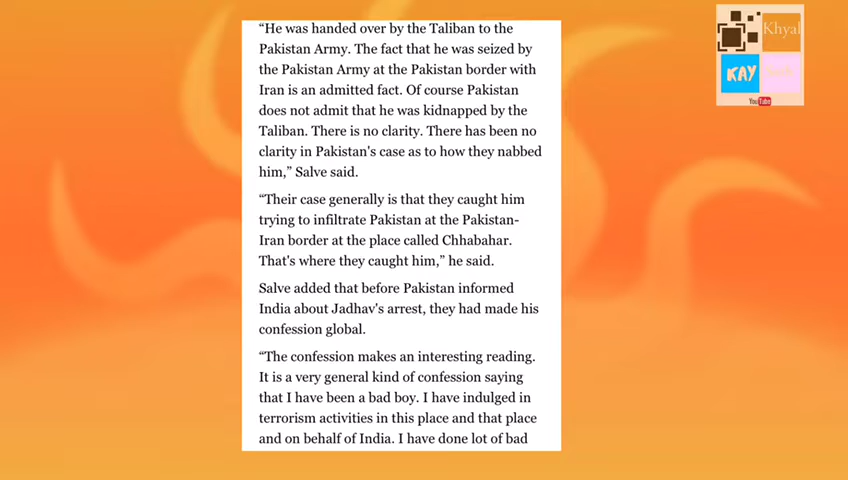 “He was handed over by the Taliban to the
Pakistan Army. The fact that he was seized by
the Pakistan Army at the Pakistan border with
Iran is an admitted fact. Of course Pakistan
does not admit that he was kidnapped by the
Taliban. There is no clarity. There has been no
clarity in Pakistan's case as to how they nabbed
him,” Salve said.
“Their case generally is that they caught him
trying to infiltrate Pakistan at the Pakistan-
Iran border at the place called Chhabahar.
That's where they caught him,” he said.
Salve added that before Pakistan informed
India about Jadhav's arrest, they had made his
confession global.
“The confession makes an interesting reading.
It is a very general kind of confession saying
that I have been a bad boy. I have indulged in
terrorism activities in this place and that place
and on behalf of India. I have done lot of bad
Khyal
KAY
YouTube